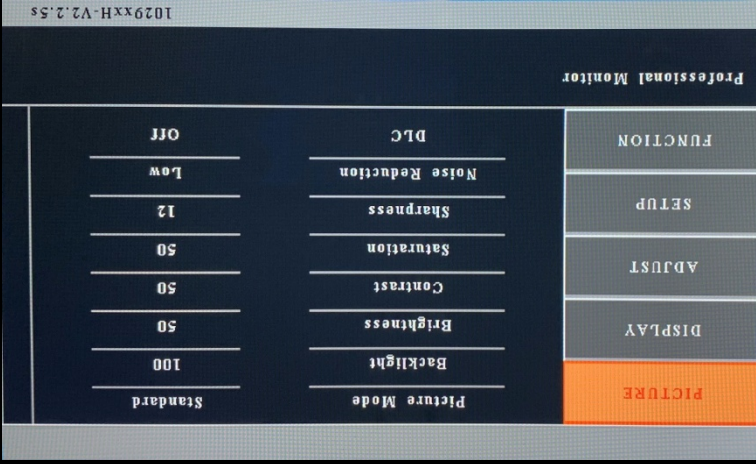 PICTURE
DISPLAY
ADJUST
SETUP
FUNCTION
Picture Mode Standard
Backlight 100
Brightness 50
Contrast 50
Saturation 50
Sharpness 12
Noise Reduction Low
DLC Off
Professional Monitor
1029xxH-V2.2.5s